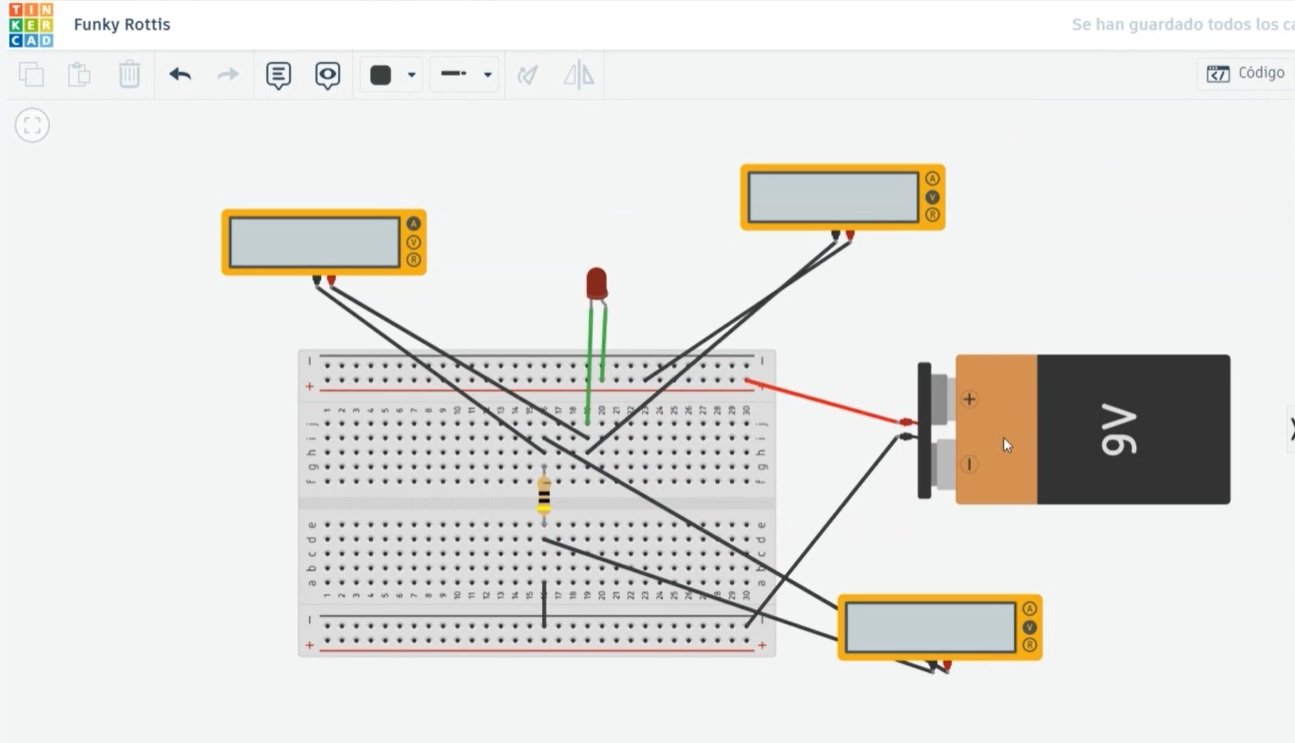 TIN
KER
CAD
Funky Rottis
Se han guardado todos los ca
Código
A
V
R
A
V
R
− −
+ +
1 2 3 4 5 6 7 8 9 10 11 12 13 14 15 16 17 18 19 20 21 22 23 24 25 26 27 28 29 30
j j
i i
h h
g g
f f
+
9V
−
e e
d d
c c
b b
a a
1 2 3 4 5 6 7 8 9 10 11 12 13 14 15 16 17 18 19 20 21 22 23 24 25 26 27 28 29 30
− −
+ +
A
V
R